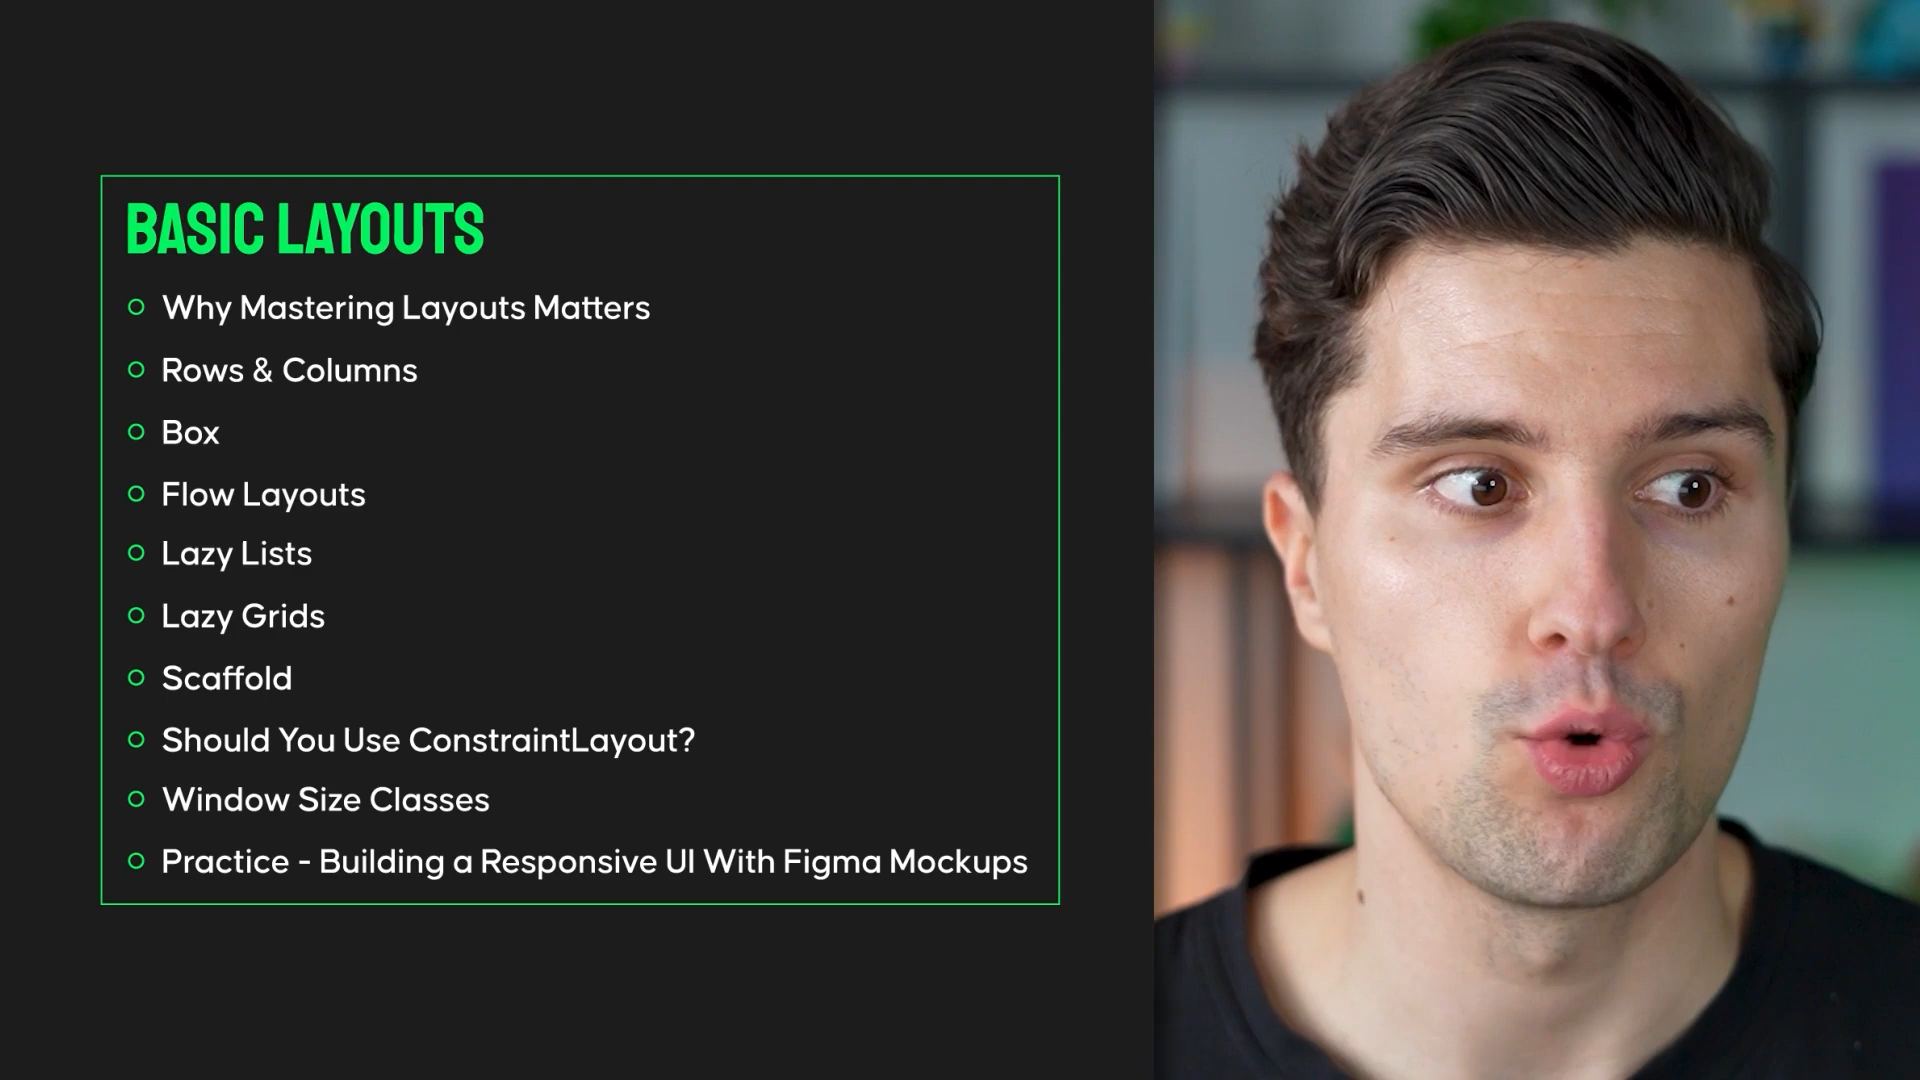 BASIC LAYOUTS
Why Mastering Layouts Matters
Rows & Columns
Box
Flow Layouts
Lazy Lists
Lazy Grids
Scaffold
Should You Use ConstraintLayout?
Window Size Classes
Practice - Building a Responsive UI With Figma Mockups